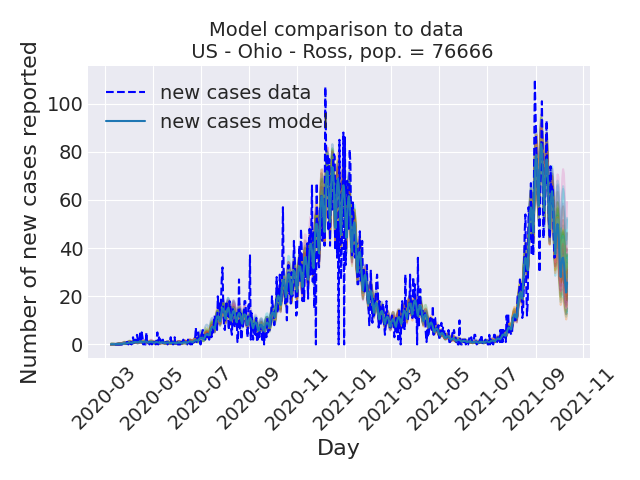 Model comparison to data
US - Ohio - Ross, pop. = 76666
Number of new cases reported
100
80
60
40
20
0
new cases data
new cases model
2020-03
2020-05
2020-07
2020-09
2020-11
2021-01
2021-03
2021-05
2021-07
2021-09
2021-11
Day